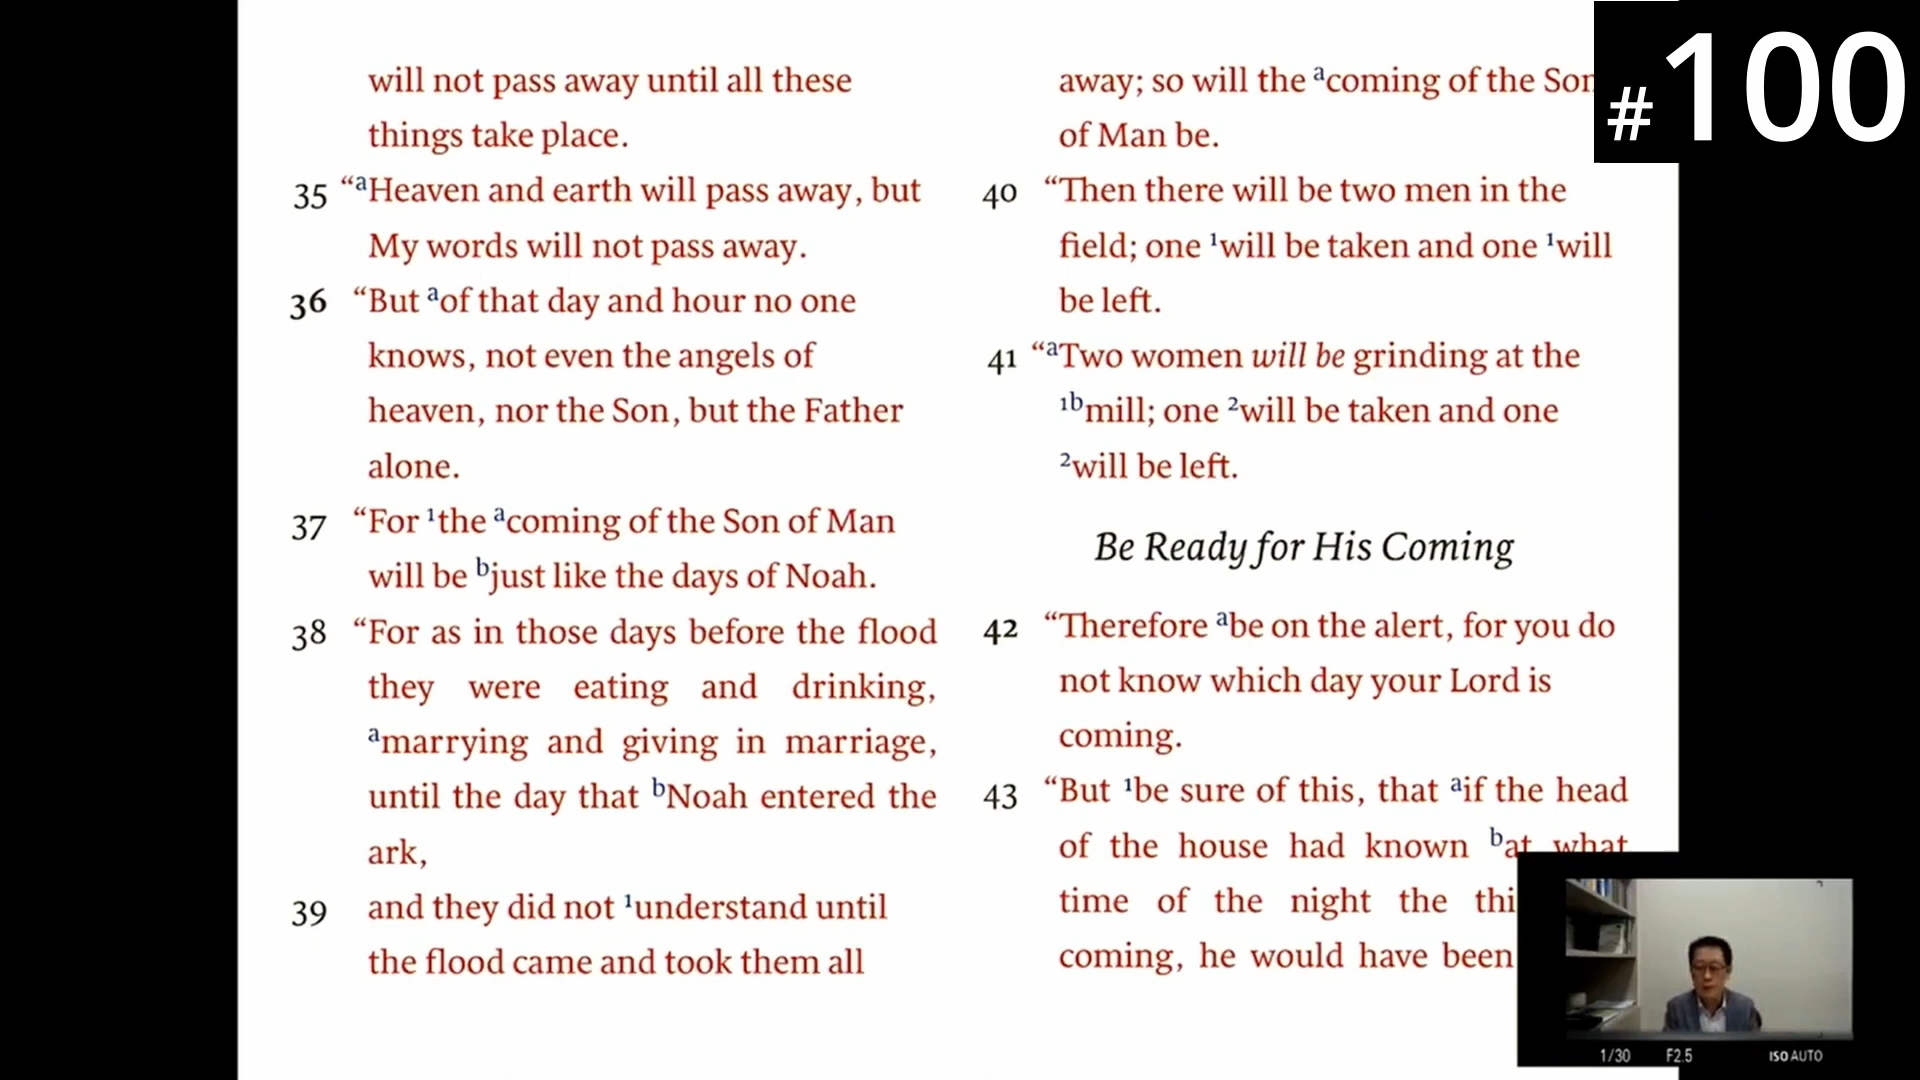 will not pass away until all these
things take place.
35 “aHeaven and earth will pass away, but
My words will not pass away.
36 “But aof that day and hour no one
knows, not even the angels of
heaven, nor the Son, but the Father
alone.
37 “For 1the acoming of the Son of Man
will be bjust like the days of Noah.
38 “For as in those days before the flood
they were eating and drinking,
amarrying and giving in marriage,
until the day that bNoah entered the
ark,
39 and they did not 1understand until
the flood came and took them all
away; so will the acoming of the Son
of Man be.
40 “Then there will be two men in the
field; one 1will be taken and one 1will
be left.
41 “aTwo women will be grinding at the
1bmill; one 2will be taken and one
2will be left.
Be Ready for His Coming
42 “Therefore abe on the alert, for you do
not know which day your Lord is
coming.
43 “But 1be sure of this, that aif the head
of the house had known bat what
time of the night the thi
coming, he would have been
#100
1/30 F2.5 ISO AUTO